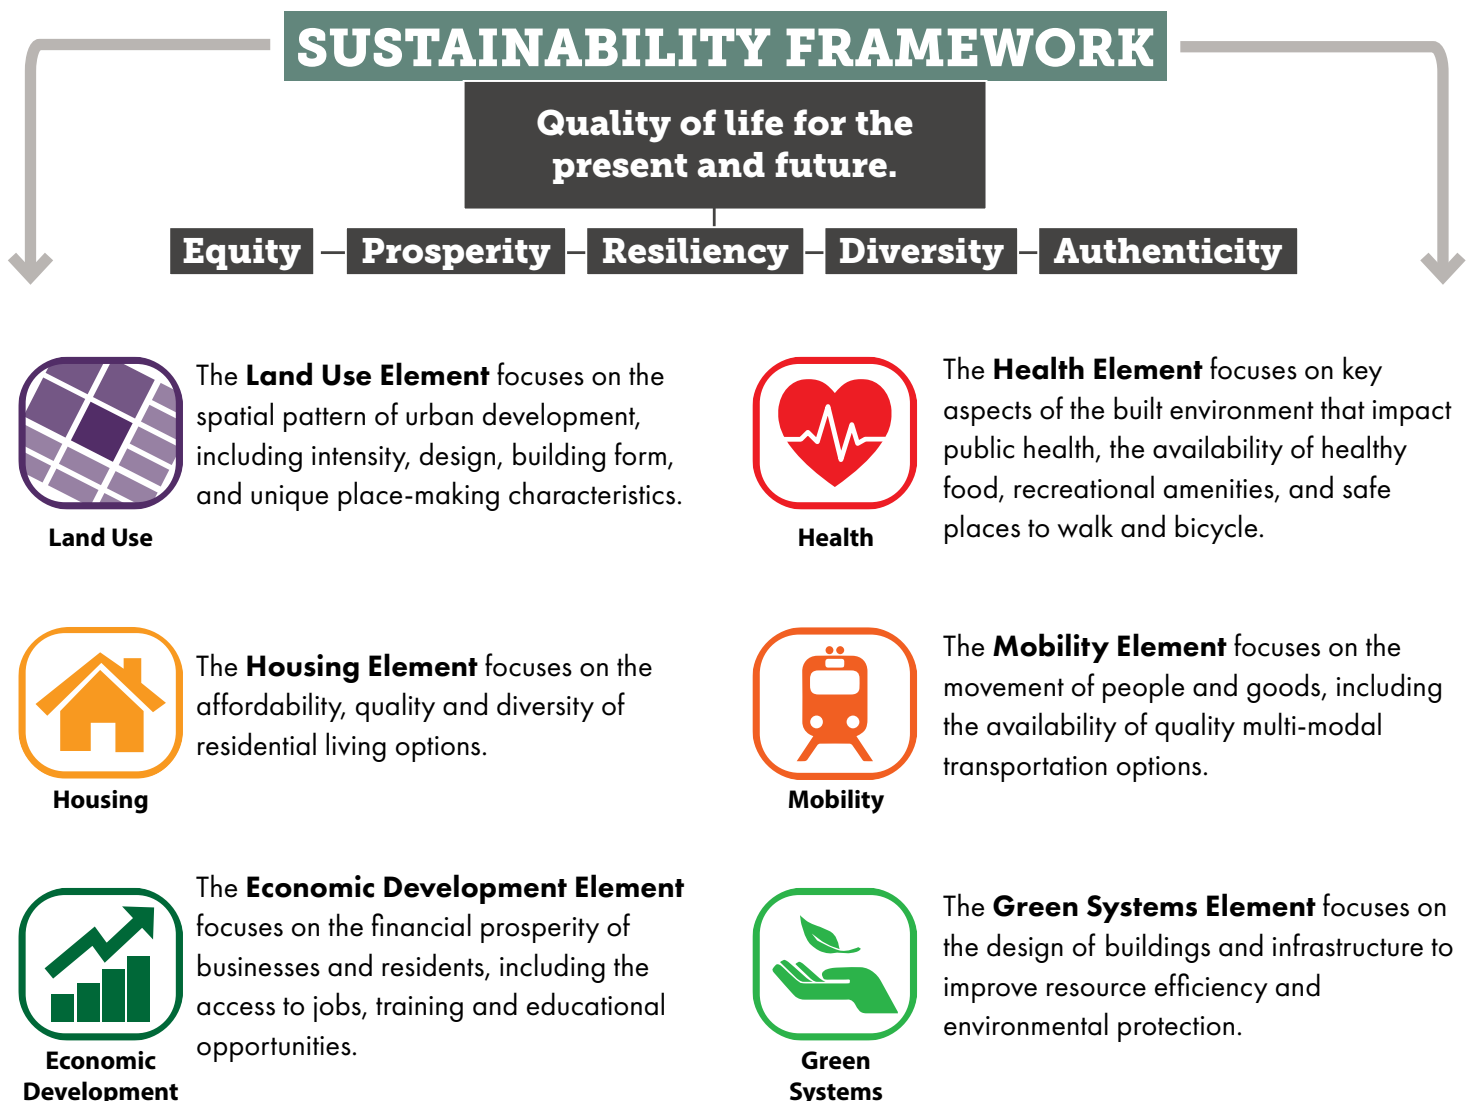 SUSTAINABILITY FRAMEWORK
Quality of life for the
present and future.
Equity
Prosperity
Resiliency
Diversity
Authenticity
The Land Use Element focuses on the
spatial pattern of urban development,
including intensity, design, building form,
and unique place-making characteristics.
Land Use
The Health Element focuses on key
aspects of the built environment that impact
public health, the availability of healthy
food, recreational amenities, and safe
places to walk and bicycle.
Health
The Housing Element focuses on the
affordability, quality and diversity of
residential living options.
Housing
The Mobility Element focuses on the
movement of people and goods, including
the availability of quality multi-modal
transportation options.
Mobility
The Economic Development Element
focuses on the financial prosperity of
businesses and residents, including the
access to jobs, training and educational
opportunities.
Economic
Development
The Green Systems Element focuses on
the design of buildings and infrastructure to
improve resource efficiency and
environmental protection.
Green
Systems